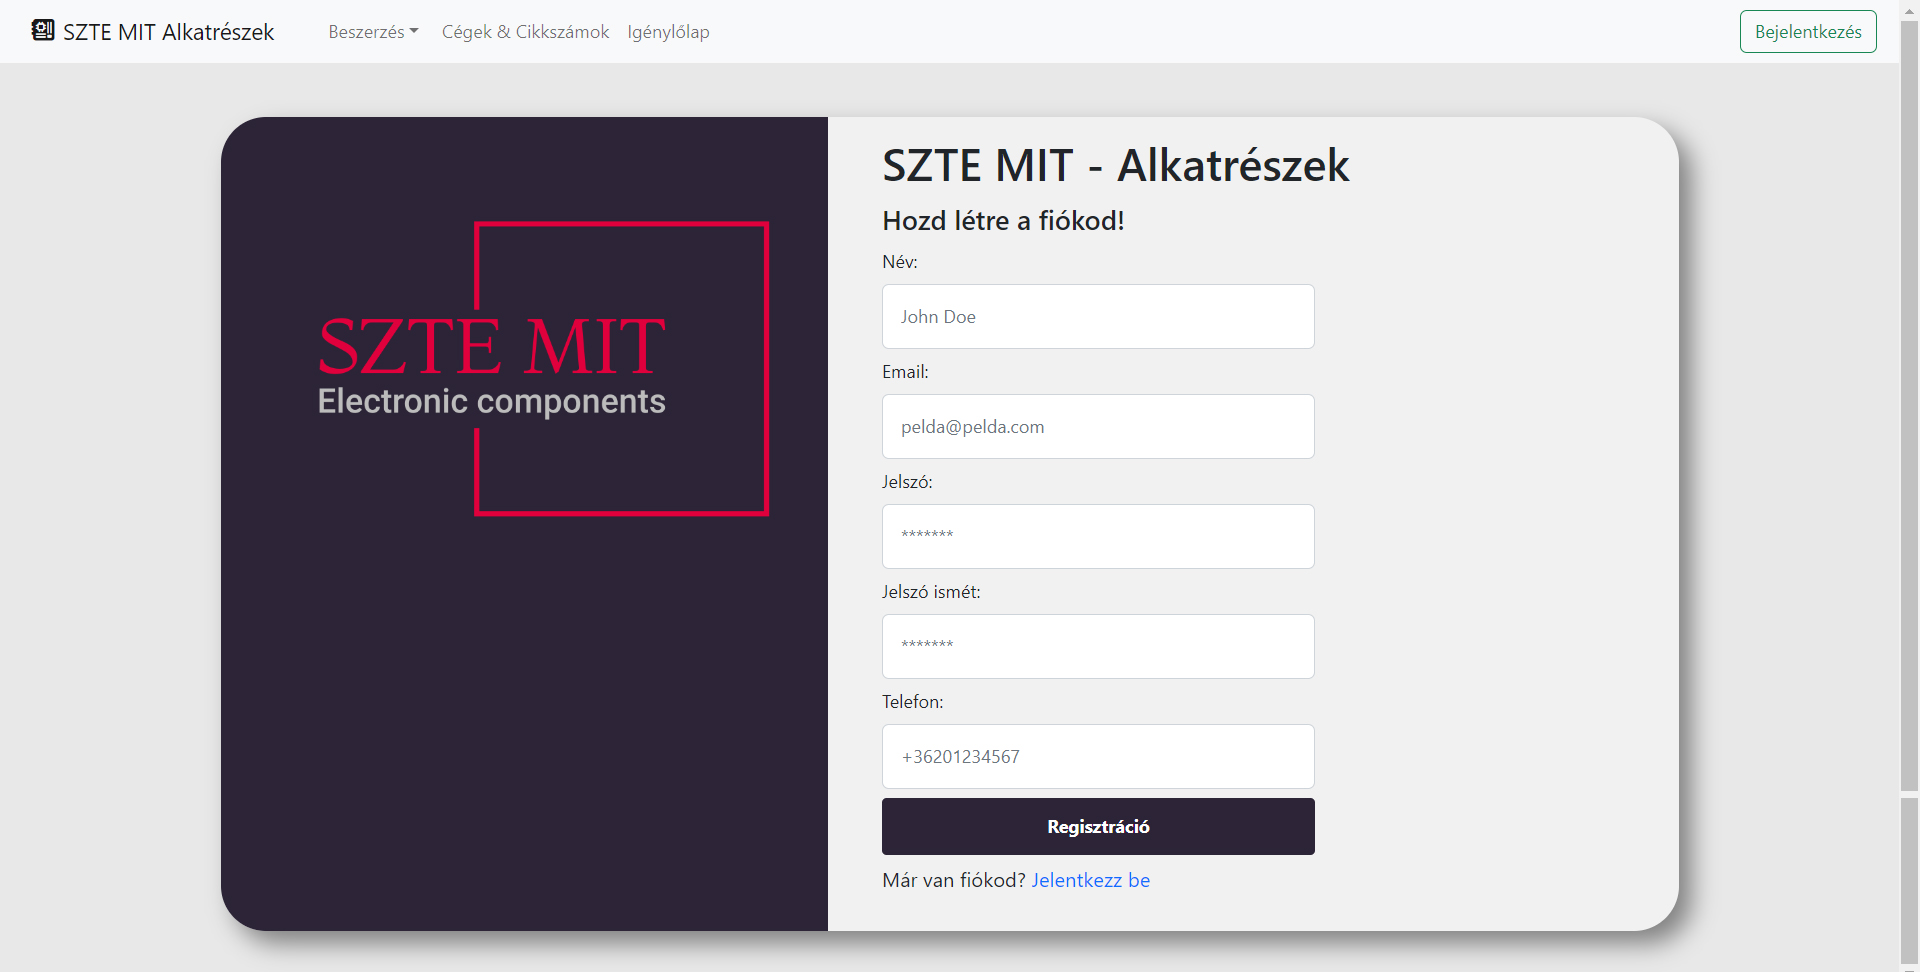 SZTE MIT Alkatrészek Beszerzés Cégek & Cikkszámok Igénylőlap Bejelentkezés
SZTE MIT
Electronic components
SZTE MIT - Alkatrészek
Hozd létre a fiókod!
Név:
John Doe
Email:
pelda@pelda.com
Jelszó:
*******
Jelszó ismét:
*******
Telefon:
+36201234567
Regisztráció
Már van fiókod? Jelentkezz be